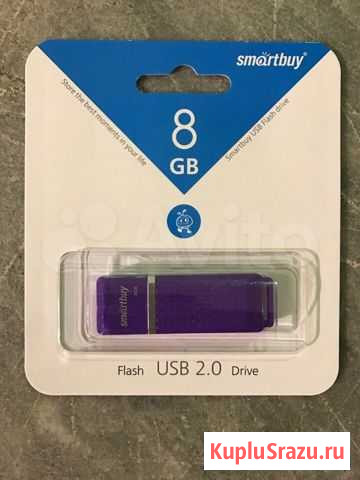 smartbuy®
Store the best moments in your life
8
GB
Smartbuy USB Flash drive
Avito
smartbuy
8GB
Flash USB 2.0 Drive
KupluSrazu.ru